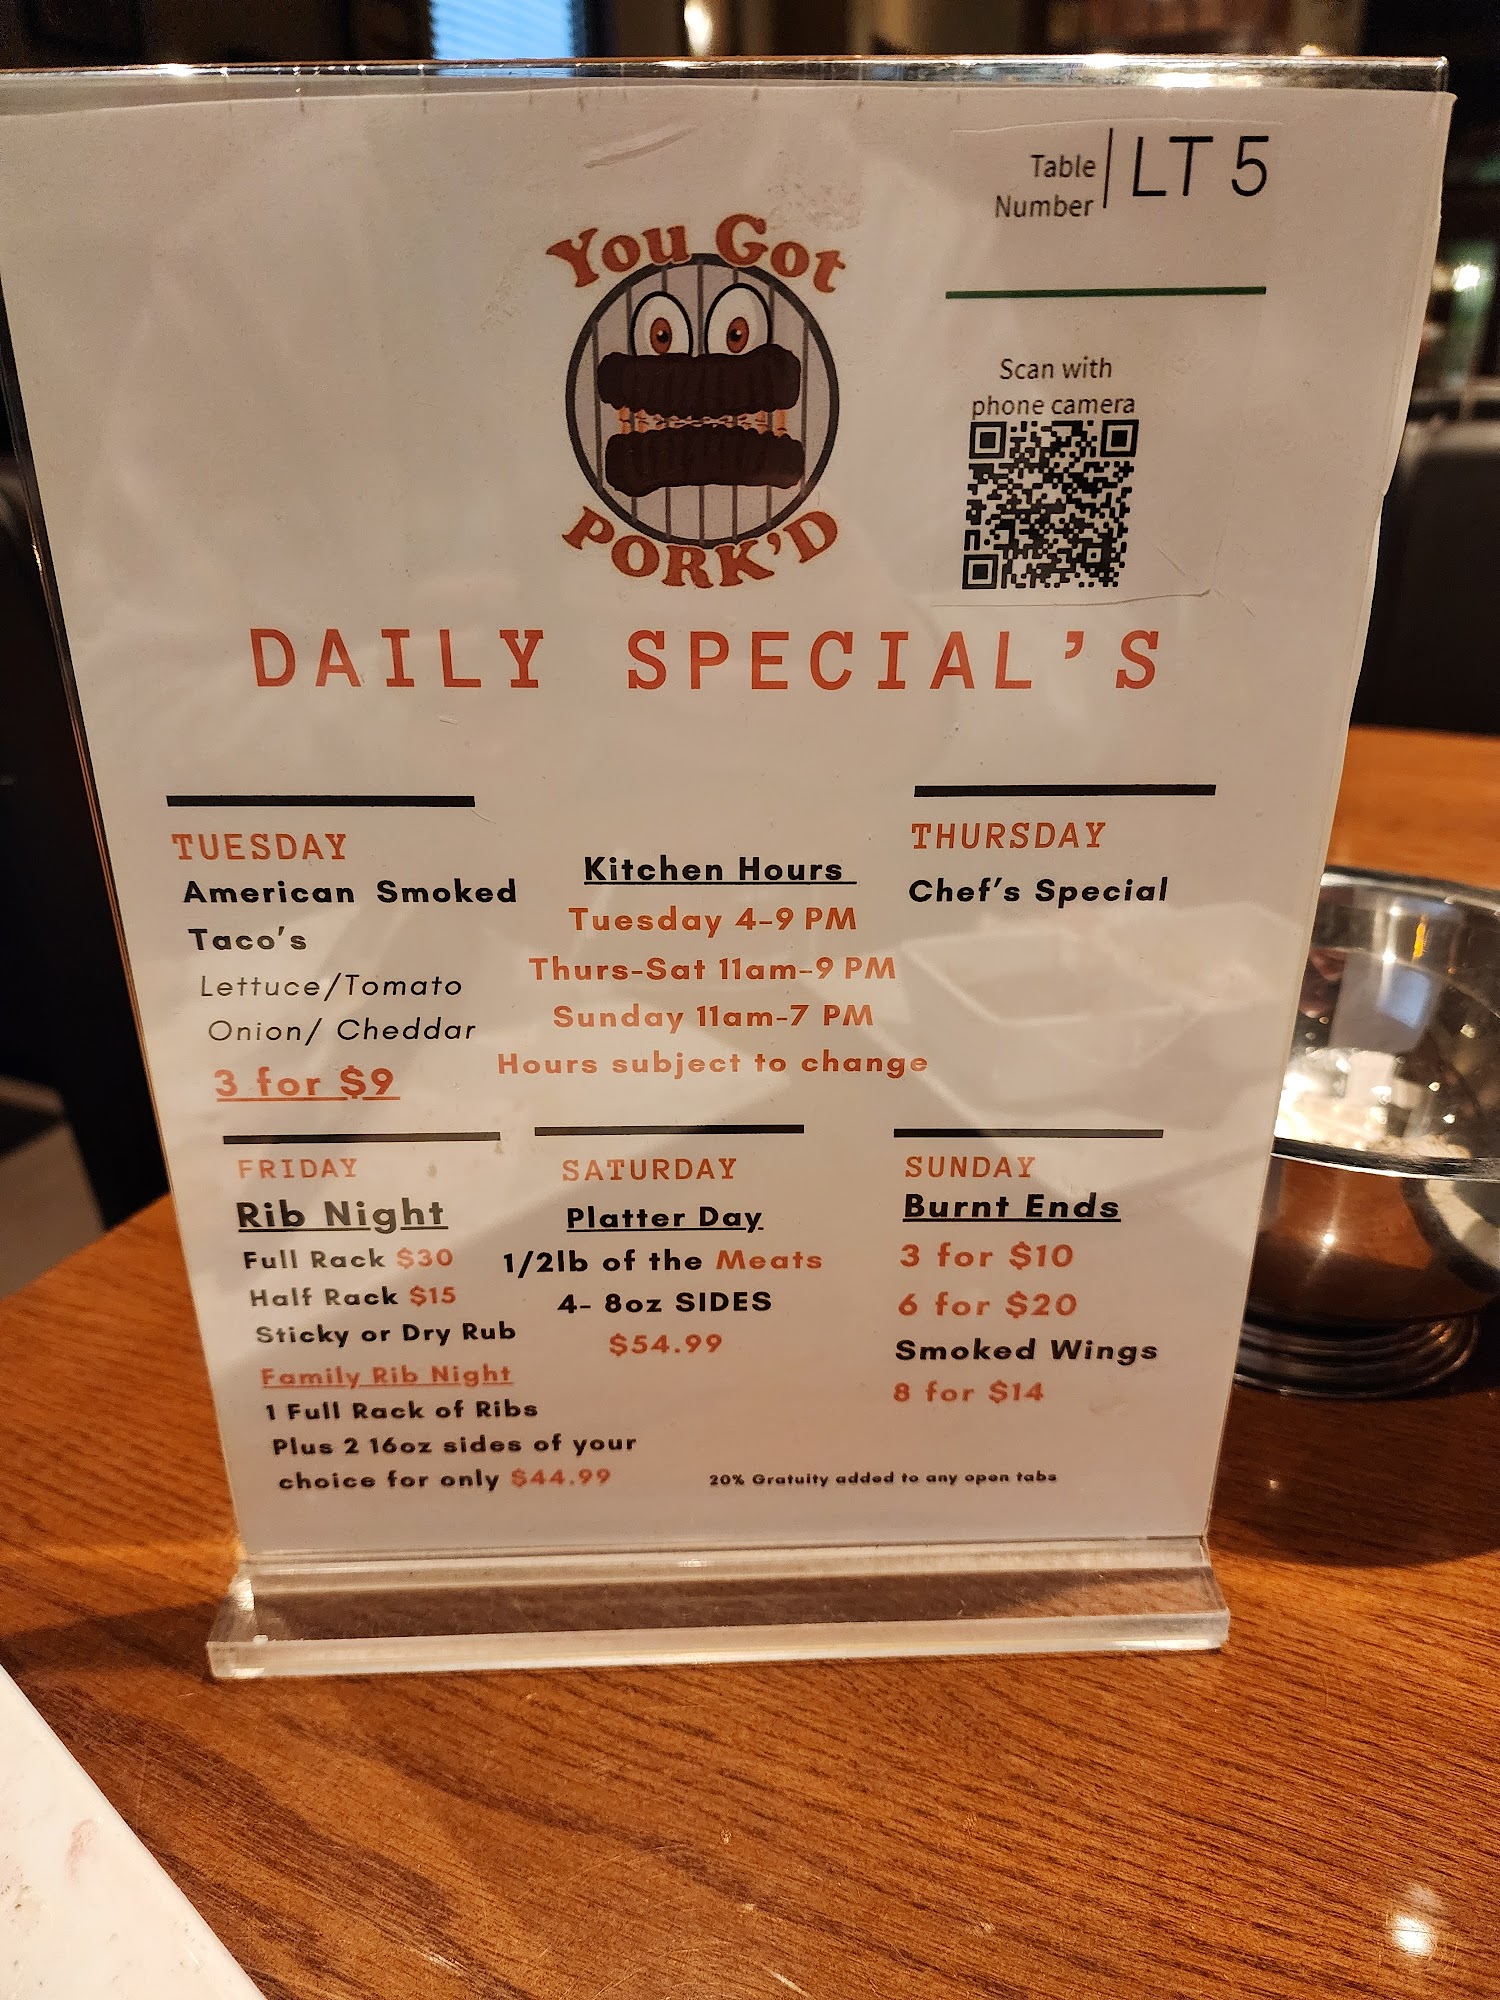 Table
Number
LT 5
You Got
PORK'D
Scan with
phone camera
DAILY SPECIAL'S
TUESDAY
American Smoked
Taco's
Lettuce/Tomato
Onion/ Cheddar
3 for $9
Kitchen Hours
Tuesday 4-9 PM
Thurs-Sat 11am-9 PM
Sunday 11am-7 PM
Hours subject to change
THURSDAY
Chef's Special
FRIDAY
Rib Night
Full Rack $30
Half Rack $15
Sticky or Dry Rub
Family Rib Night
1 Full Rack of Ribs
Plus 2 16oz sides of your
choice for only $44.99
SATURDAY
Platter Day
1/2lb of the Meats
4- 8oz SIDES
$54.99
SUNDAY
Burnt Ends
3 for $10
6 for $20
Smoked Wings
8 for $14
20% Gratuity added to any open tabs